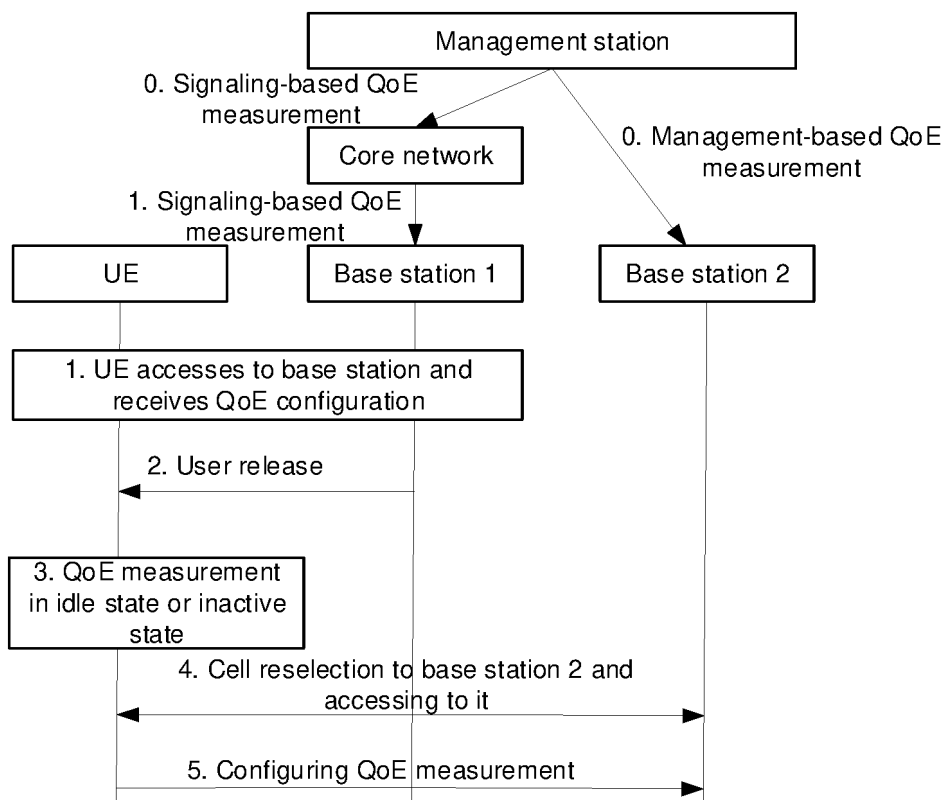 Management station
0. Signaling-based QoE
measurement
0. Management-based QoE
measurement
Core network
1. Signaling-based QoE
measurement
UE
Base station 1
Base station 2
1. UE accesses to base station and
receives QoE configuration
2. User release
3. QoE measurement
in idle state or inactive
state
4. Cell reselection to base station 2 and
accessing to it
5. Configuring QoE measurement